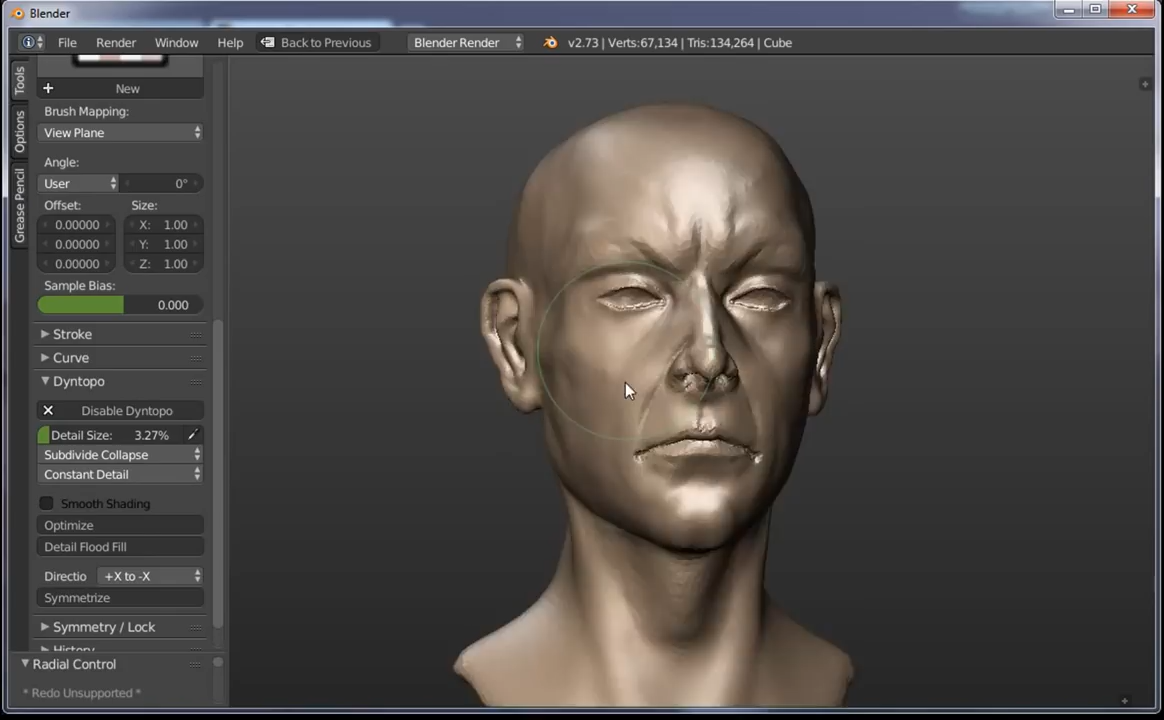 Blender
File Render Window Help Back to Previous Blender Render v2.73 | Verts:67,134 | Tris:134,264 | Cube
Tools
Options
Grease Pencil
New
Brush Mapping:
View Plane
Angle:
User 0°
Offset: Size:
0.00000 X: 1.00
0.00000 Y: 1.00
0.00000 Z: 1.00
Sample Bias:
0.000
Stroke
Curve
Dyntopo
Disable Dyntopo
Detail Size: 3.27%
Subdivide Collapse
Constant Detail
Smooth Shading
Optimize
Detail Flood Fill
Directio +X to -X
Symmetrize
Symmetry / Lock
History
Radial Control
* Redo Unsupported *